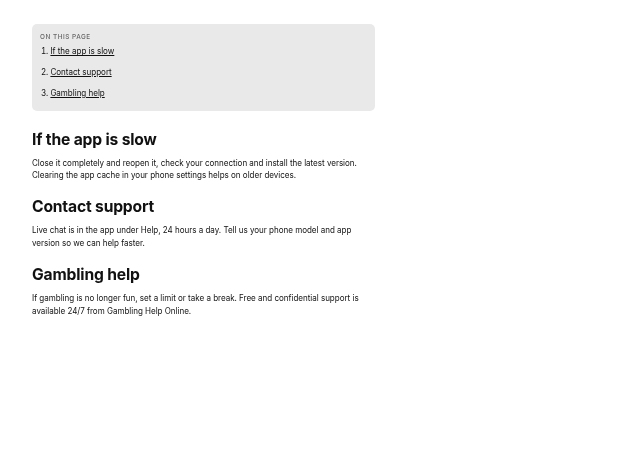 ON THIS PAGE
1. If the app is slow
2. Contact support
3. Gambling help
If the app is slow
Close it completely and reopen it, check your connection and install the latest version.
Clearing the app cache in your phone settings helps on older devices.
Contact support
Live chat is in the app under Help, 24 hours a day. Tell us your phone model and app
version so we can help faster.
Gambling help
If gambling is no longer fun, set a limit or take a break. Free and confidential support is
available 24/7 from Gambling Help Online.